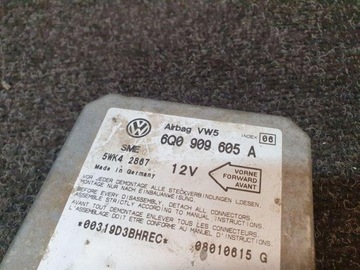 Airbag VW5
INDEX 06
6Q0 909 605 A
SME
5WK4 2867
12V
Made in Germany
VORNE
FORWARD
AVANT
VOR JEDER DEMONTAGE ALLE STECKVERBINDUNGEN LOESEN.
MONTAGE NUR NACH EINBAUANWEISUNG.
BEFORE EVERY DISASSEMBLY, DETACH ALL CONNECTORS
ASSEMBLE STRICTLY ACCORDING TO MANUAL INSTRUCTIONS.
AVANT TOUT DEMONTAGE ENLEVER TOUS LES CONNECTEURS
L'ASSEMBLAGE DOIT ETRE CONFORME
AU MANUEL D'INSTRUCTIONS
*00319D3BHREC*
08010615 G